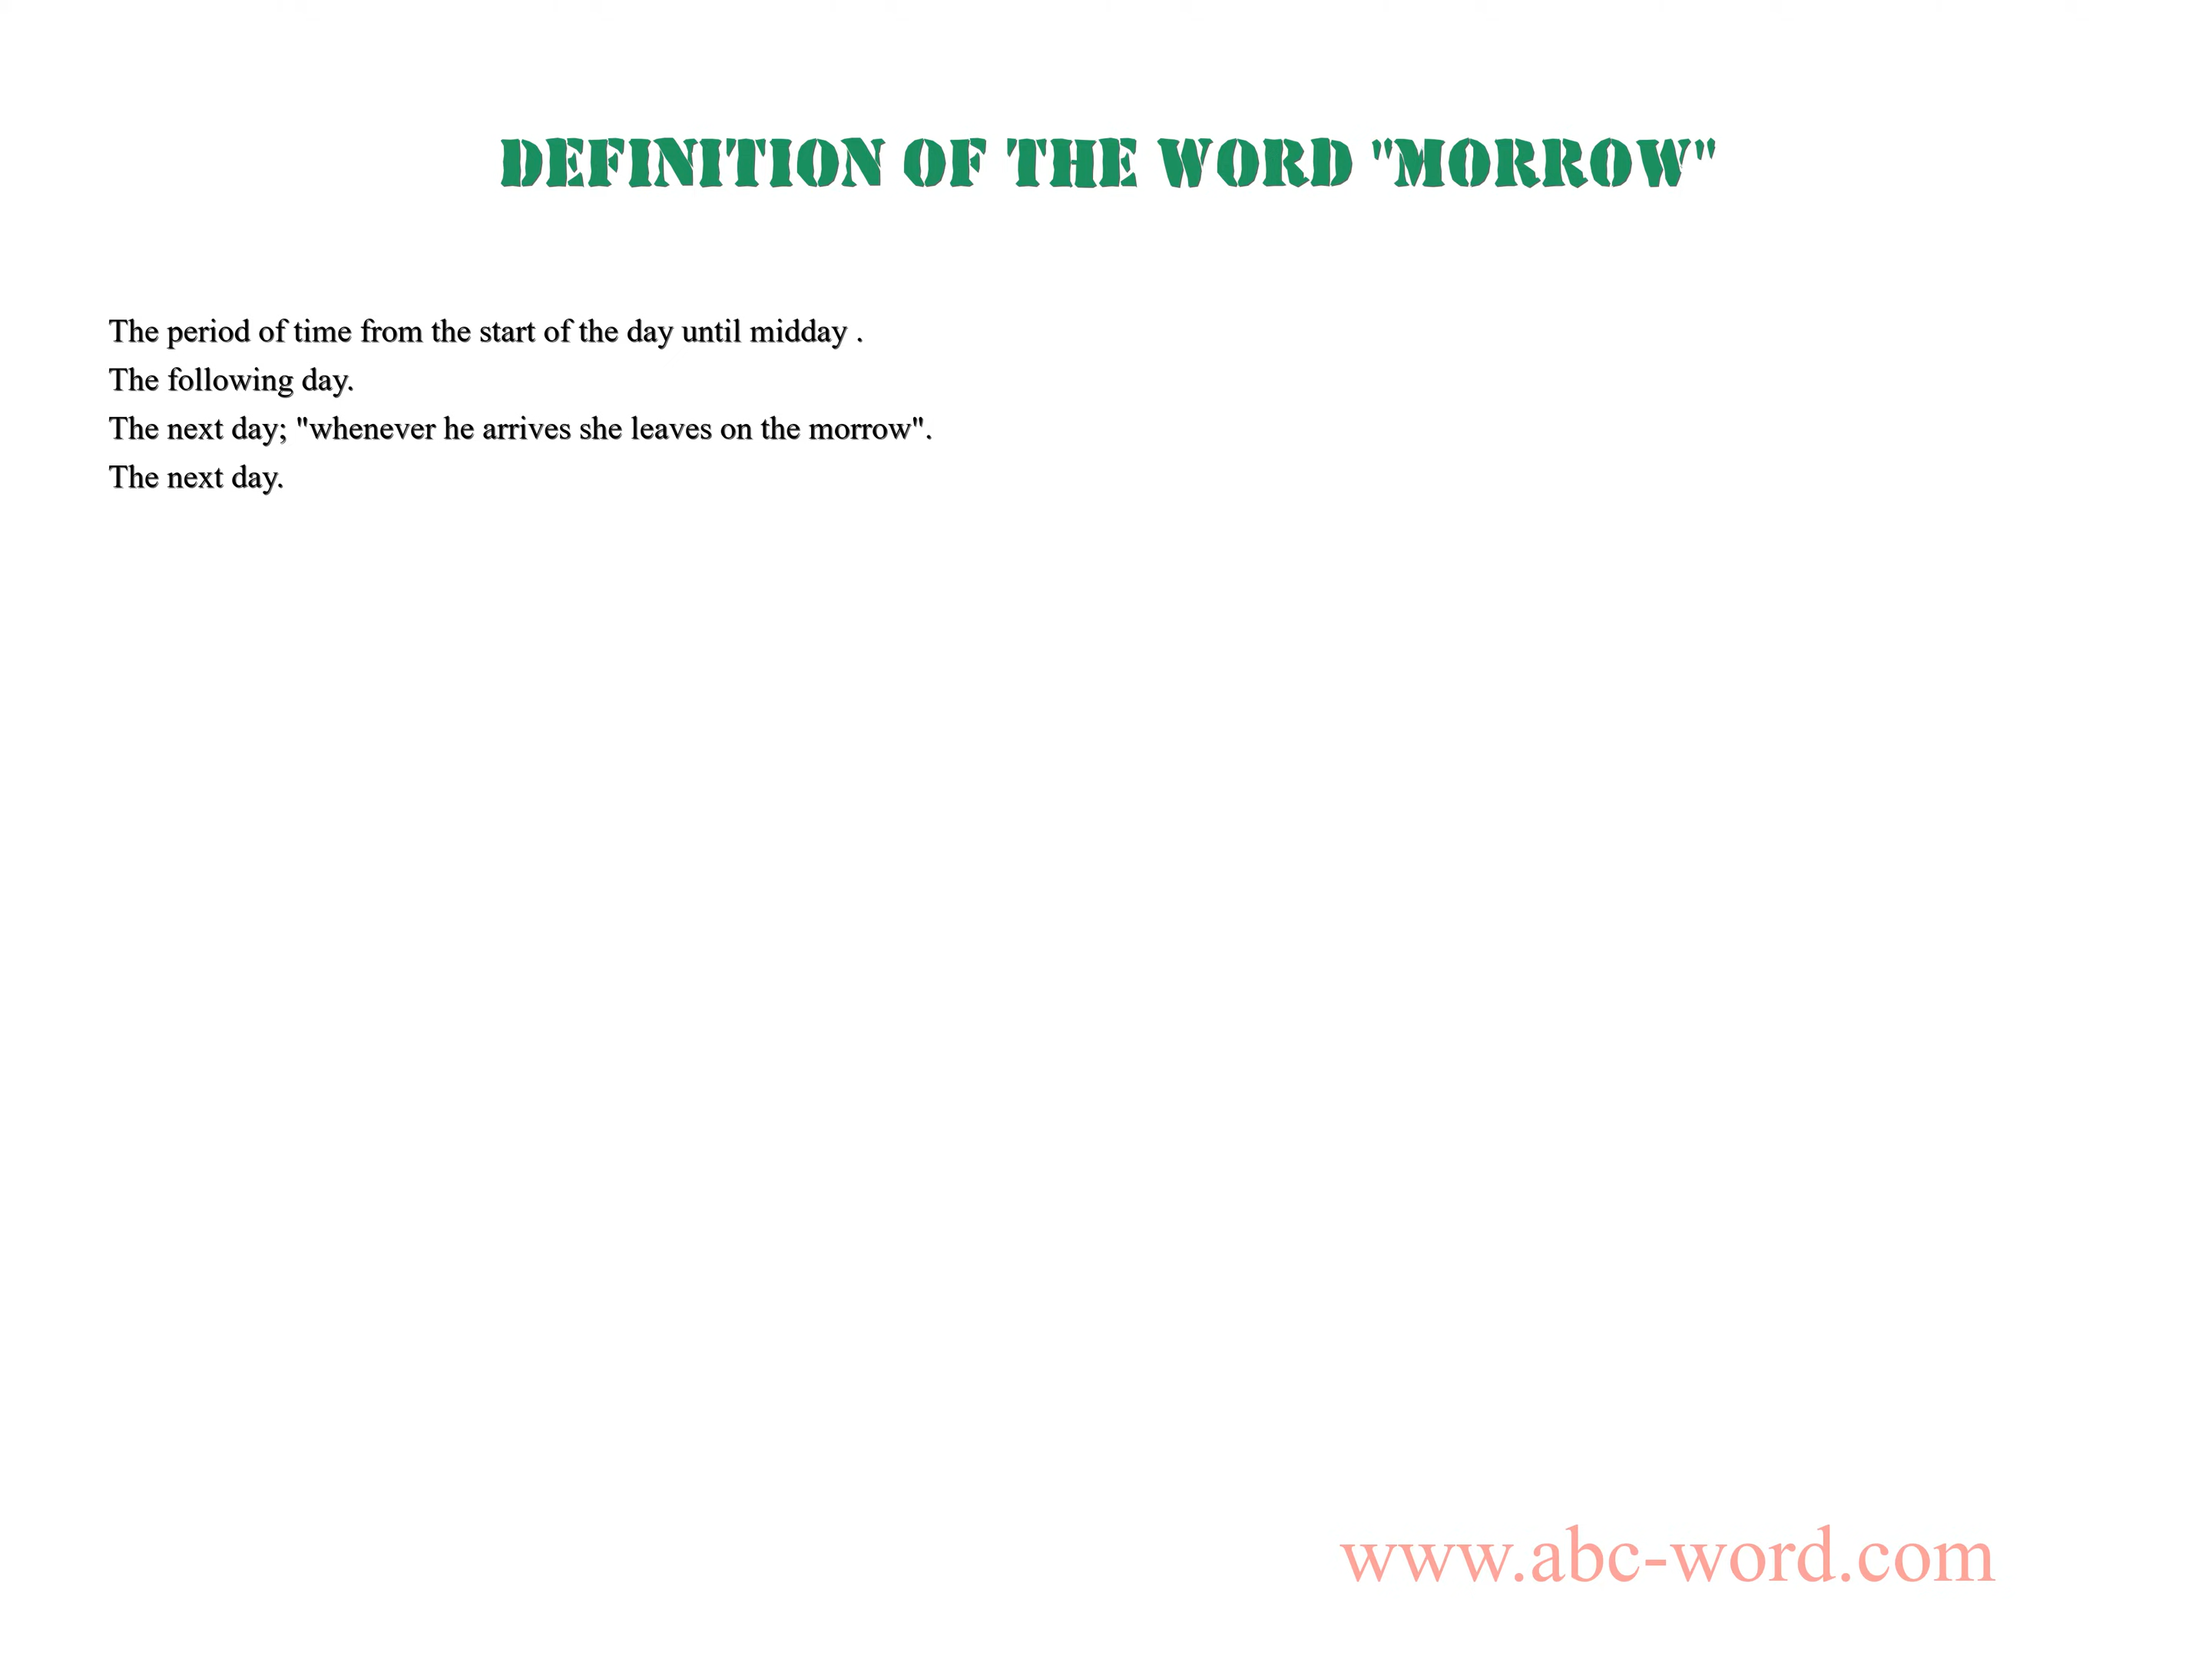 DEFINITION OF THE WORD "MORROW"
The period of time from the start of the day until midday .
The following day.
The next day; "whenever he arrives she leaves on the morrow".
The next day.
www.abc-word.com